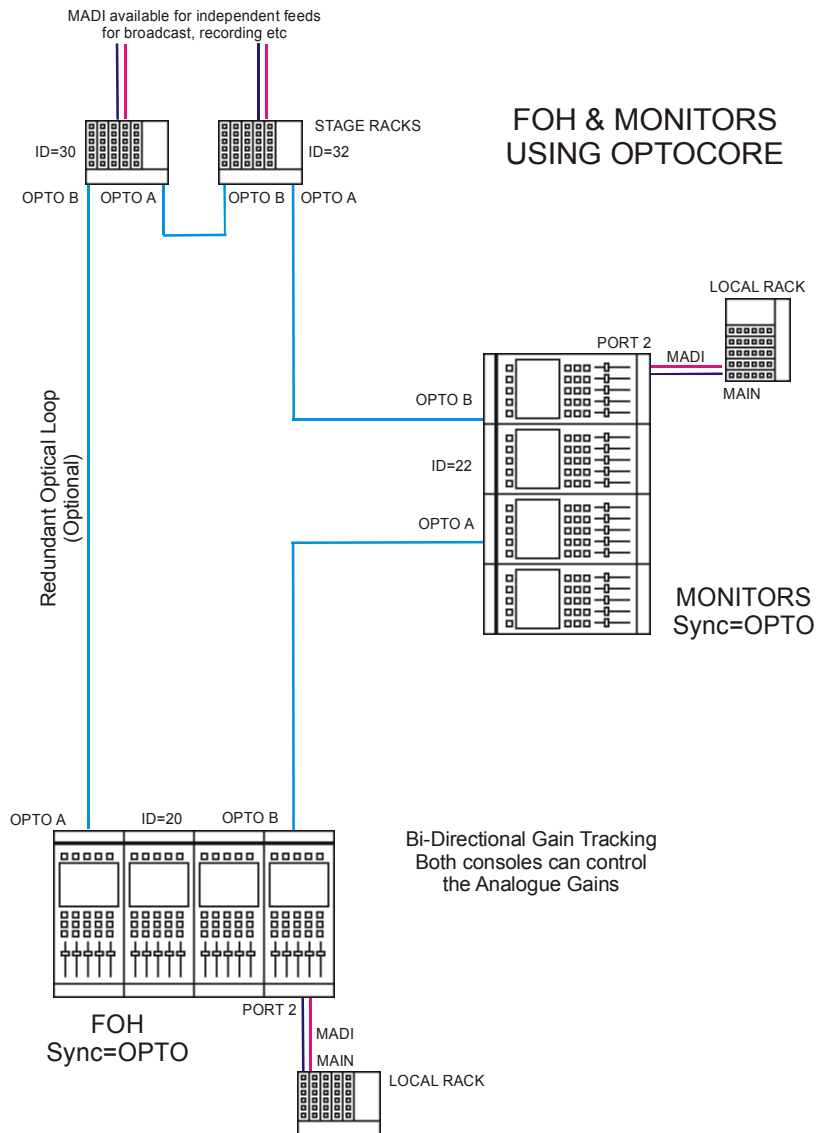 MADI available for independent feeds
for broadcast, recording etc
FOH & MONITORS
USING OPTOCORE
STAGE RACKS
ID=30
ID=32
OPTO B
OPTO A
OPTO B
OPTO A
LOCAL RACK
PORT 2
MADI
MAIN
OPTO B
ID=22
OPTO A
Redundant Optical Loop
(Optional)
MONITORS
Sync=OPTO
OPTO A
ID=20
OPTO B
Bi-Directional Gain Tracking
Both consoles can control
the Analogue Gains
PORT 2
FOH
Sync=OPTO
MADI
MAIN
LOCAL RACK